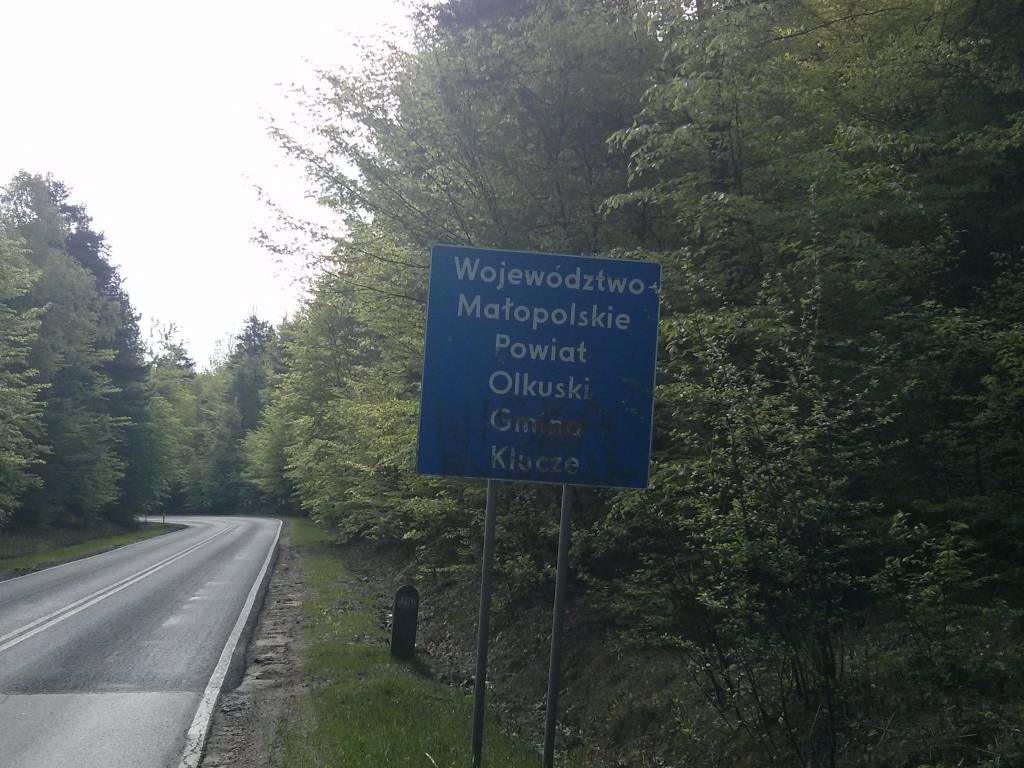 Województwo
Małopolskie
Powiat
Olkuski
Gmina
Klucze